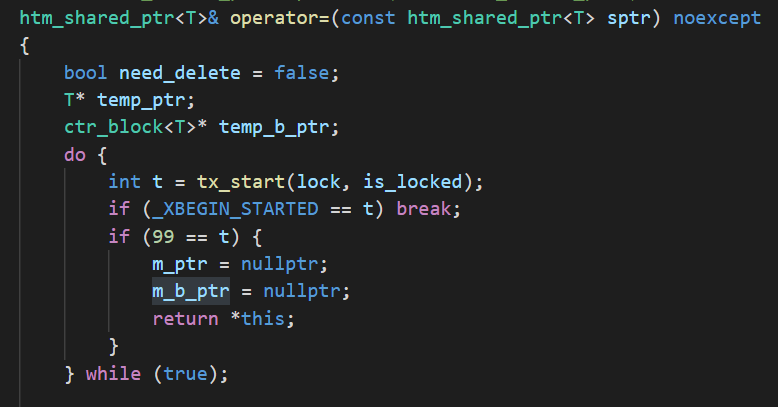 htm_shared_ptr<T>& operator=(const htm_shared_ptr<T> sptr) noexcept
{
    bool need_delete = false;
    T* temp_ptr;
    ctr_block<T>* temp_b_ptr;
    do {
        int t = tx_start(lock, is_locked);
        if (_XBEGIN_STARTED == t) break;
        if (99 == t) {
            m_ptr = nullptr;
            m_b_ptr = nullptr;
            return *this;
        }
    } while (true);